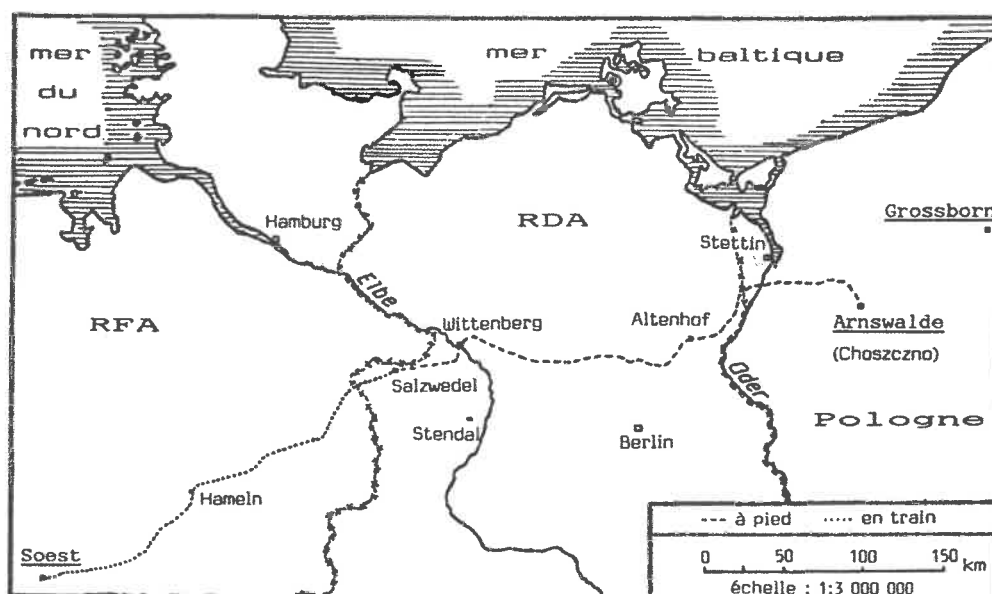 mer
du
nord
mer
baltique
Hamburg
RDA
Grossborn
Stettin
Elbe
RFA
Wittenberg
Altenhof
Arnswalde
(Choszczno)
Salzwedel
Oder
Stendal
Berlin
Pologne
Hameln
Soest
à pied
en train
0 50 100 150 km
échelle : 1:3 000 000